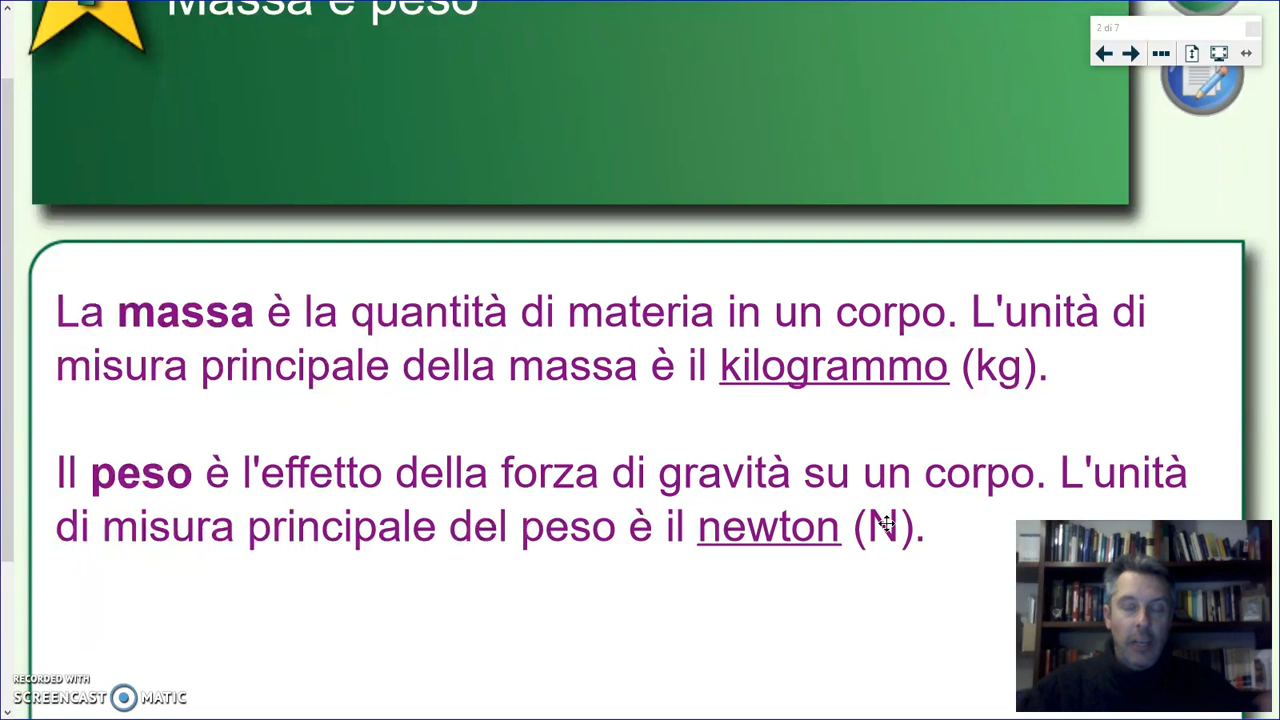 Massa e peso
2 di 7
La massa è la quantità di materia in un corpo. L'unità di
misura principale della massa è il kilogrammo (kg).
Il peso è l'effetto della forza di gravità su un corpo. L'unità
di misura principale del peso è il newton (N).
RECORDED WITH
SCREENCAST MATIC